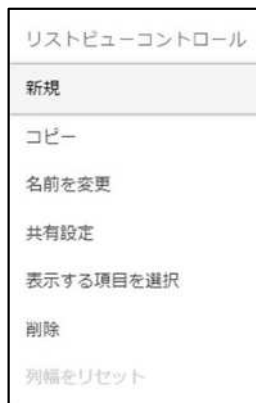 リストビューコントロール
新規
コピー
名前を変更
共有設定
表示する項目を選択
削除
列幅をリセット